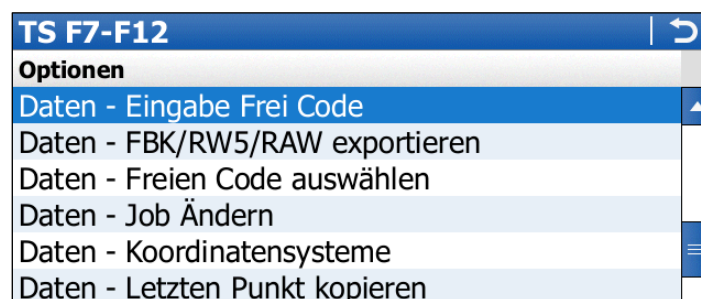 TS F7-F12
Optionen
Daten - Eingabe Frei Code
Daten - FBK/RW5/RAW exportieren
Daten - Freien Code auswählen
Daten - Job Ändern
Daten - Koordinatensysteme
Daten - Letzten Punkt kopieren